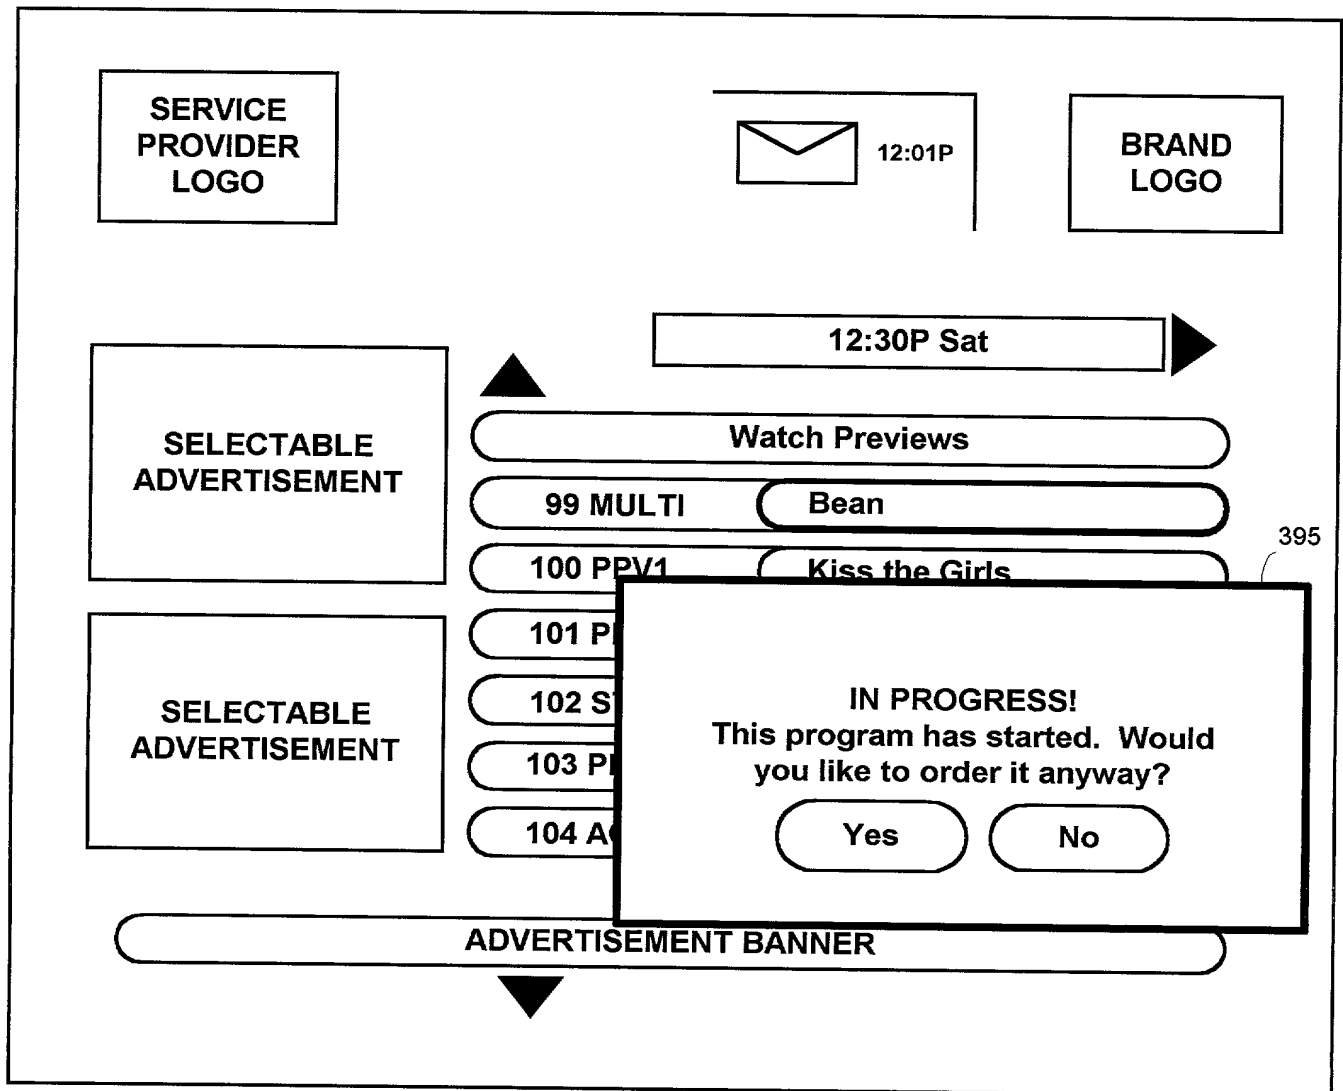 SERVICE
PROVIDER
LOGO
12:01P
BRAND
LOGO
12:30P Sat
SELECTABLE
ADVERTISEMENT
Watch Previews
99 MULTI Bean
100 PPV1 Kiss the Girls
395
101
102
103
104
SELECTABLE
ADVERTISEMENT
IN PROGRESS!
This program has started. Would
you like to order it anyway?
Yes No
ADVERTISEMENT BANNER